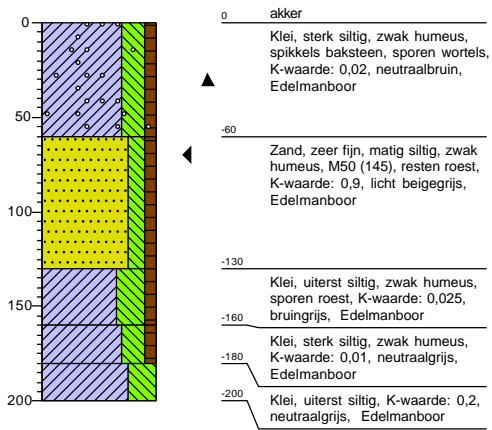 0
50
100
150
200
0
akker
Klei, sterk siltig, zwak humeus,
spikkels baksteen, sporen wortels,
K-waarde: 0,02, neutraalbruin,
Edelmanboor
-60
Zand, zeer fijn, matig siltig, zwak
humeus, M50 (145), resten roest,
K-waarde: 0,9, licht beigegrijs,
Edelmanboor
-130
Klei, uiterst siltig, zwak humeus,
sporen roest, K-waarde: 0,025,
bruingrijs, Edelmanboor
-160
Klei, sterk siltig, zwak humeus,
K-waarde: 0,01, neutraalgrijs,
Edelmanboor
-180
Klei, uiterst siltig, K-waarde: 0,2,
neutraalgrijs, Edelmanboor
-200